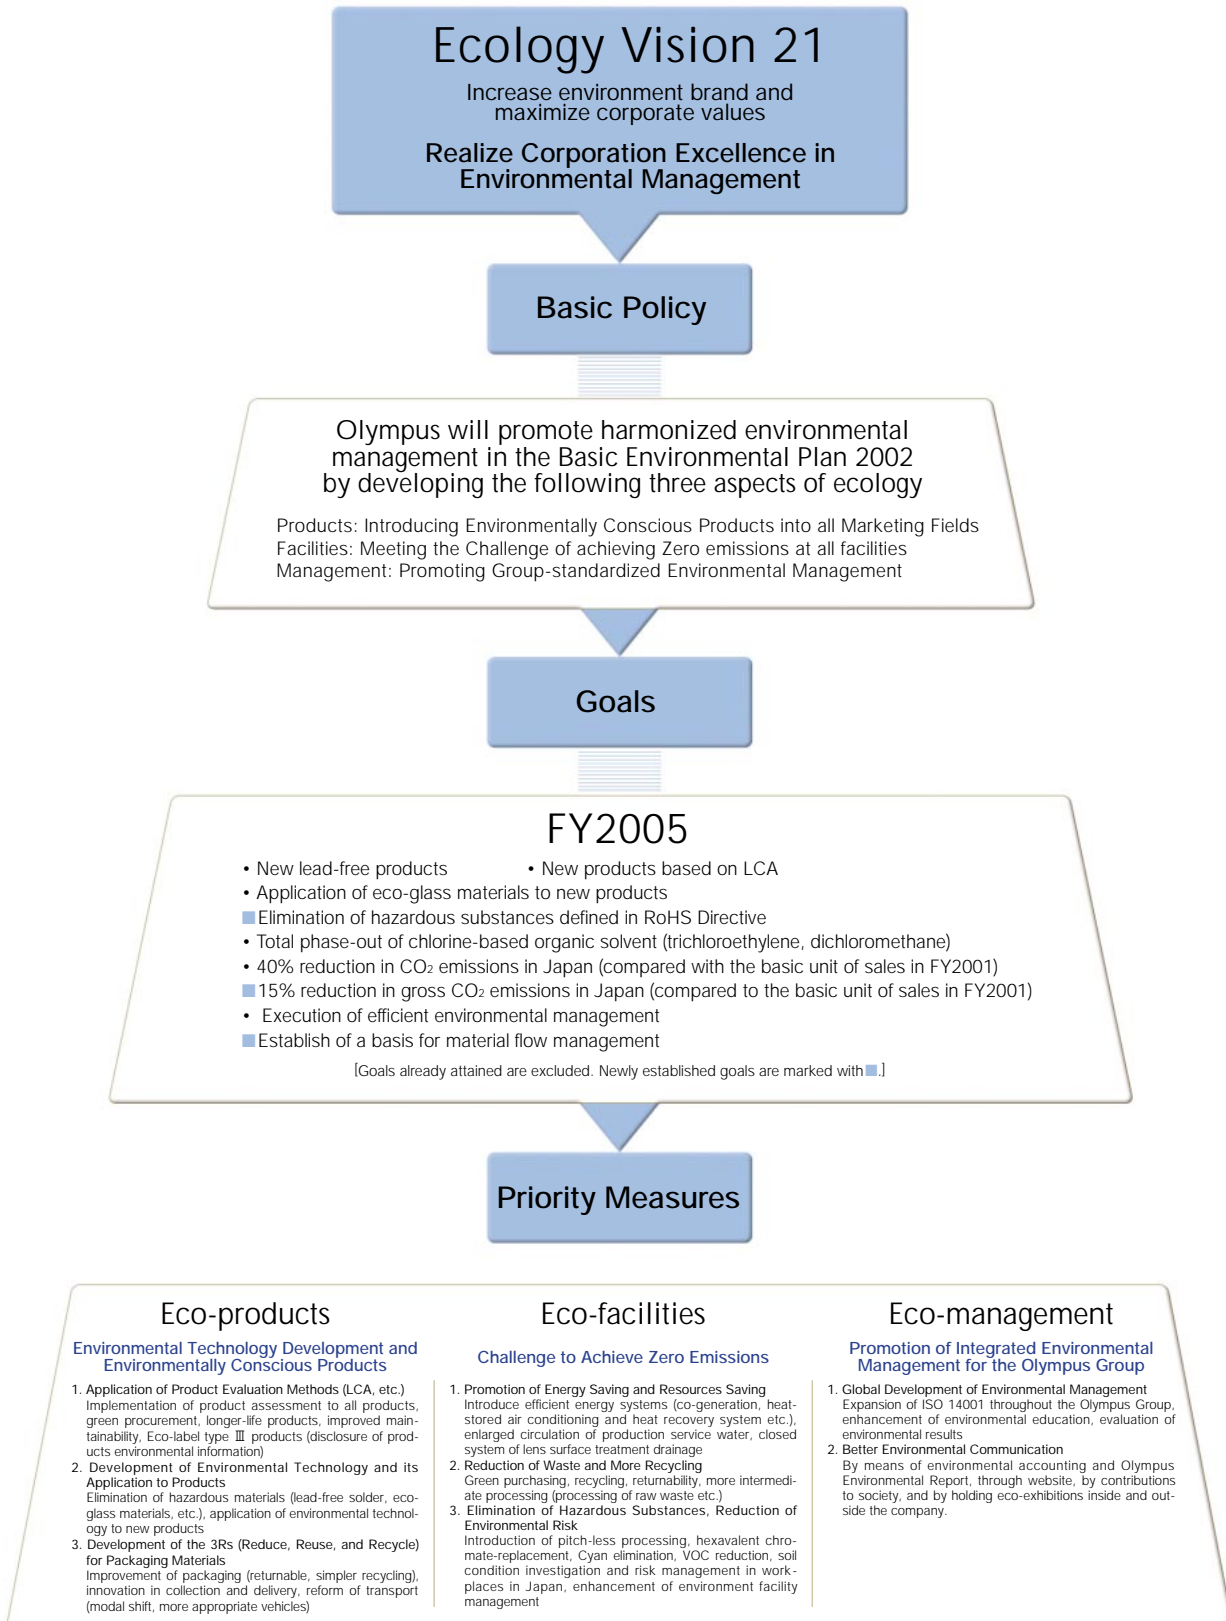 Ecology Vision 21
Increase environment brand and
maximize corporate values
Realize Corporation Excellence in
Environmental Management
Basic Policy
Olympus will promote harmonized environmental
management in the Basic Environmental Plan 2002
by developing the following three aspects of ecology
Products: Introducing Environmentally Conscious Products into all Marketing Fields
Facilities: Meeting the Challenge of achieving Zero emissions at all facilities
Management: Promoting Group-standardized Environmental Management
Goals
FY2005
• New lead-free products • New products based on LCA
• Application of eco-glass materials to new products
■ Elimination of hazardous substances defined in RoHS Directive
• Total phase-out of chlorine-based organic solvent (trichloroethylene, dichloromethane)
• 40% reduction in CO2 emissions in Japan (compared with the basic unit of sales in FY2001)
■ 15% reduction in gross CO2 emissions in Japan (compared to the basic unit of sales in FY2001)
• Execution of efficient environmental management
■ Establish of a basis for material flow management
[Goals already attained are excluded. Newly established goals are marked with ■.]
Priority Measures
Eco-products
Environmental Technology Development and
Environmentally Conscious Products
1. Application of Product Evaluation Methods (LCA, etc.)
Implementation of product assessment to all products,
green procurement, longer-life products, improved main-
tainability, Eco-label type Ⅲ products (disclosure of prod-
ucts environmental information)
2. Development of Environmental Technology and its
Application to Products
Elimination of hazardous materials (lead-free solder, eco-
glass materials, etc.), application of environmental technol-
ogy to new products
3. Development of the 3Rs (Reduce, Reuse, and Recycle)
for Packaging Materials
Improvement of packaging (returnable, simpler recycling),
innovation in collection and delivery, reform of transport
(modal shift, more appropriate vehicles)
Eco-facilities
Challenge to Achieve Zero Emissions
1. Promotion of Energy Saving and Resources Saving
Introduce efficient energy systems (co-generation, heat-
stored air conditioning and heat recovery system etc.),
enlarged circulation of production service water, closed
system of lens surface treatment drainage
2. Reduction of Waste and More Recycling
Green purchasing, recycling, returnability, more intermedi-
ate processing (processing of raw waste etc.)
3. Elimination of Hazardous Substances, Reduction of
Environmental Risk
Introduction of pitch-less processing, hexavalent chro-
mate-replacement, Cyan elimination, VOC reduction, soil
condition investigation and risk management in work-
places in Japan, enhancement of environment facility
management
Eco-management
Promotion of Integrated Environmental
Management for the Olympus Group
1. Global Development of Environmental Management
Expansion of ISO 14001 throughout the Olympus Group,
enhancement of environmental education, evaluation of
environmental results
2. Better Environmental Communication
By means of environmental accounting and Olympus
Environmental Report, through website, by contributions
to society, and by holding eco-exhibitions inside and out-
side the company.